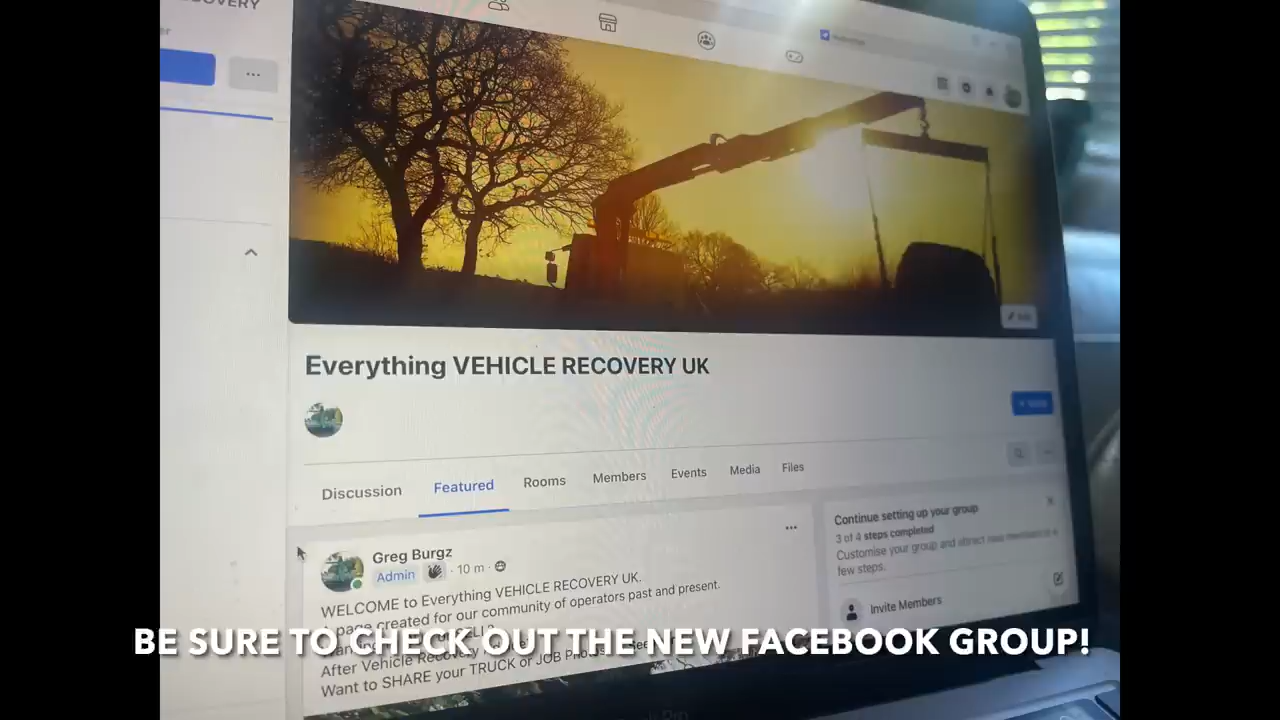 Everything VEHICLE RECOVERY UK
Discussion
Featured
Rooms
Members
Events
Media
Files
Greg Burgz
Admin
· 10 m ·
WELCOME to Everything VEHICLE RECOVERY UK.
page created for our community of operators past and present.
After Vehicle Recovery
Want to SHARE your TRUCK or JOB
Continue setting up your group
3 of 4 steps completed
Customise your group and attract new members in a
few steps.
Invite Members
BE SURE TO CHECK OUT THE NEW FACEBOOK GROUP!